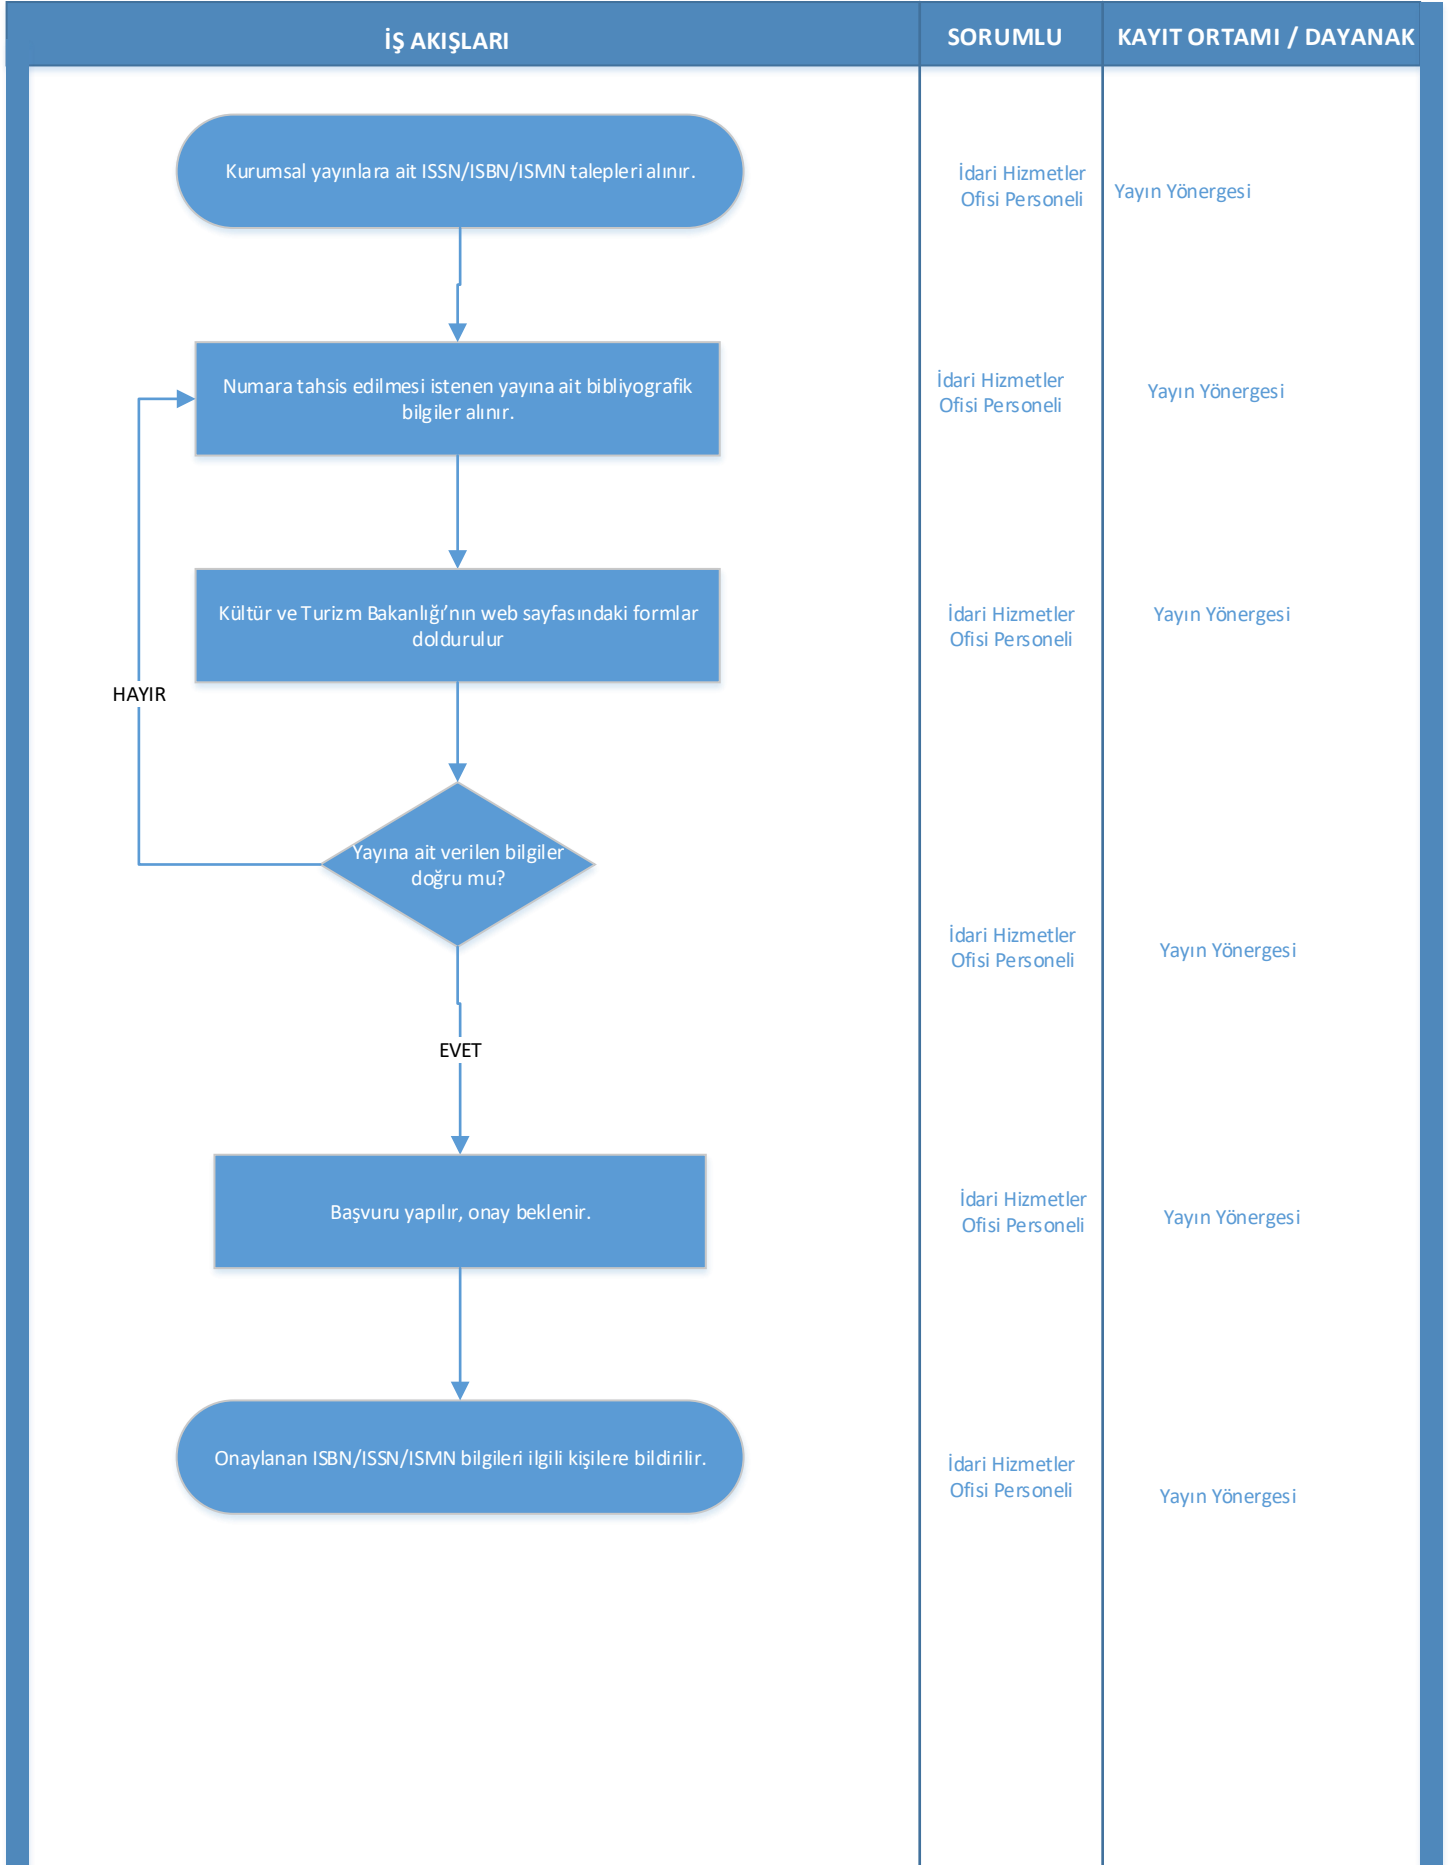 İŞ AKIŞLARI
SORUMLU
KAYIT ORTAMI / DAYANAK
Kurumsal yayınlara ait ISSN/ISBN/ISMN talepleri alınır.
İdari Hizmetler
Ofisi Personeli
Yayın Yönergesi
Numara tahsis edilmesi istenen yayına ait bibliyografik
bilgiler alınır.
İdari Hizmetler
Ofisi Personeli
Yayın Yönergesi
Kültür ve Turizm Bakanlığı’nın web sayfasındaki formlar
doldurulur
İdari Hizmetler
Ofisi Personeli
Yayın Yönergesi
HAYIR
Yayına ait verilen bilgiler
doğru mu?
İdari Hizmetler
Ofisi Personeli
Yayın Yönergesi
EVET
Başvuru yapılır, onay beklenir.
İdari Hizmetler
Ofisi Personeli
Yayın Yönergesi
Onaylanan ISBN/ISSN/ISMN bilgileri ilgili kişilere bildirilir.
İdari Hizmetler
Ofisi Personeli
Yayın Yönergesi